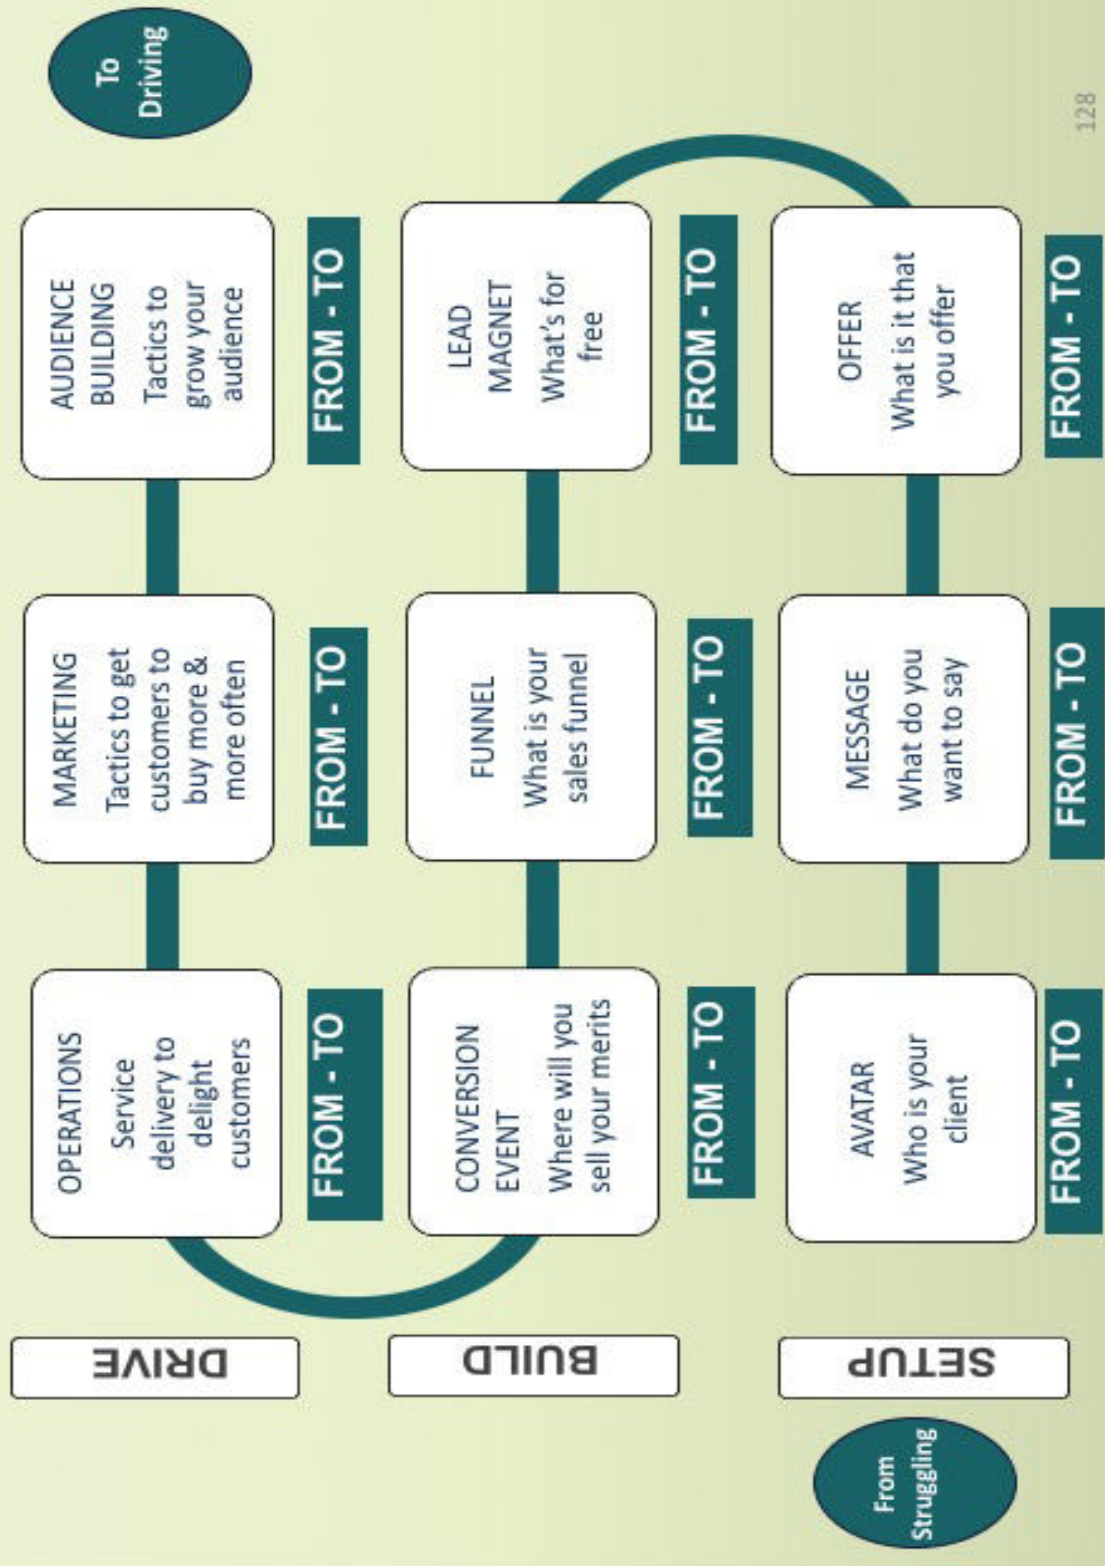 To
Driving
DRIVE
OPERATIONS
Service
delivery to
delight
customers
MARKETING
Tactics to get
customers to
buy more &
more often
AUDIENCE
BUILDING
Tactics to
grow your
audience
FROM - TO
FROM - TO
FROM - TO
BUILD
CONVERSION
EVENT
Where will you
sell your merits
FUNNEL
What is your
sales funnel
LEAD
MAGNET
What's for
free
FROM - TO
FROM - TO
FROM - TO
From
Struggling
SETUP
AVATAR
Who is your
client
MESSAGE
What do you
want to say
OFFER
What is it that
you offer
FROM - TO
FROM - TO
FROM - TO
128